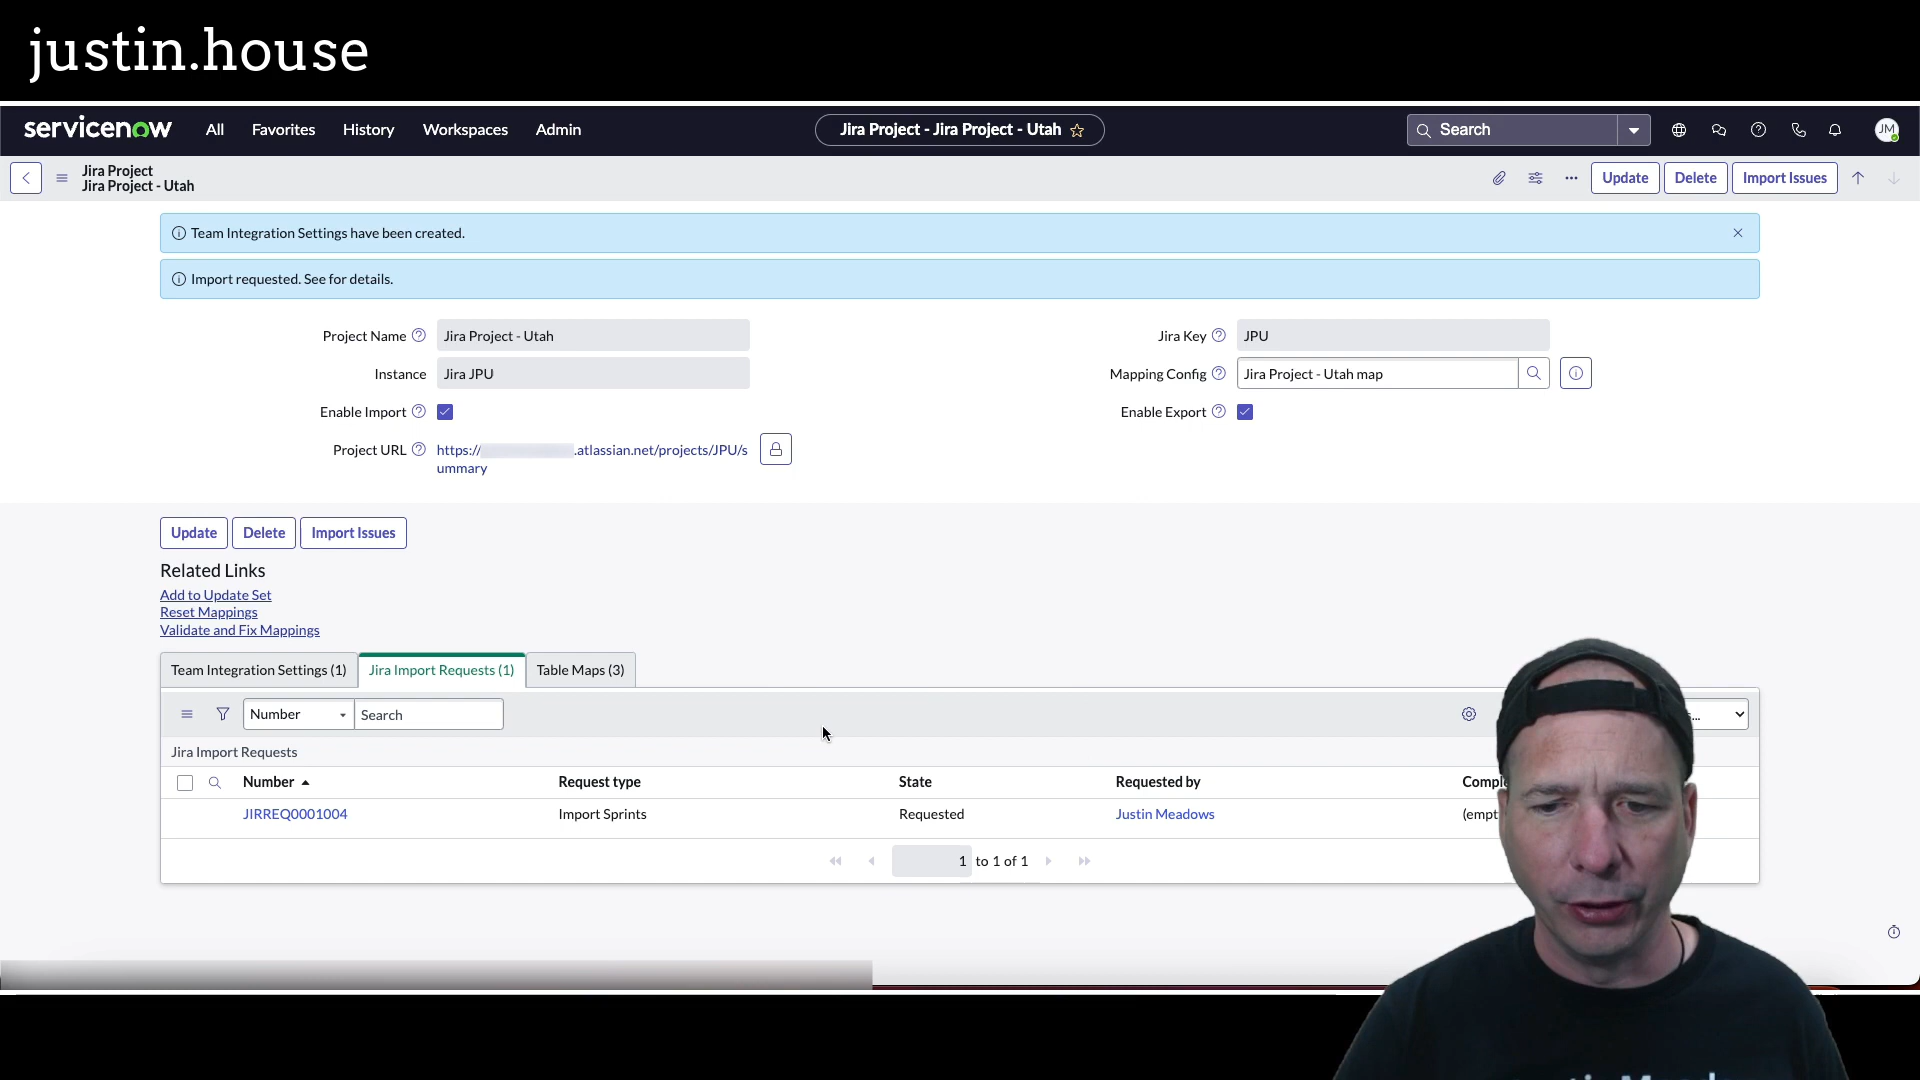 justin.house
servicenow All Favorites History Workspaces Admin Jira Project - Jira Project - Utah Search JM
Jira Project
Jira Project - Utah
Update Delete Import Issues
Team Integration Settings have been created.
Import requested. See for details.
Project Name Jira Project - Utah Jira Key JPU
Instance Jira JPU Mapping Config Jira Project - Utah map
Enable Import Enable Export
Project URL https:// .atlassian.net/projects/JPU/s
ummary
Update Delete Import Issues
Related Links
Add to Update Set
Reset Mappings
Validate and Fix Mappings
Team Integration Settings (1) Jira Import Requests (1) Table Maps (3)
Number Search
Jira Import Requests
Number Request type State Requested by
JIRREQ0001004 Import Sprints Requested Justin Meadows
1 to 1 of 1